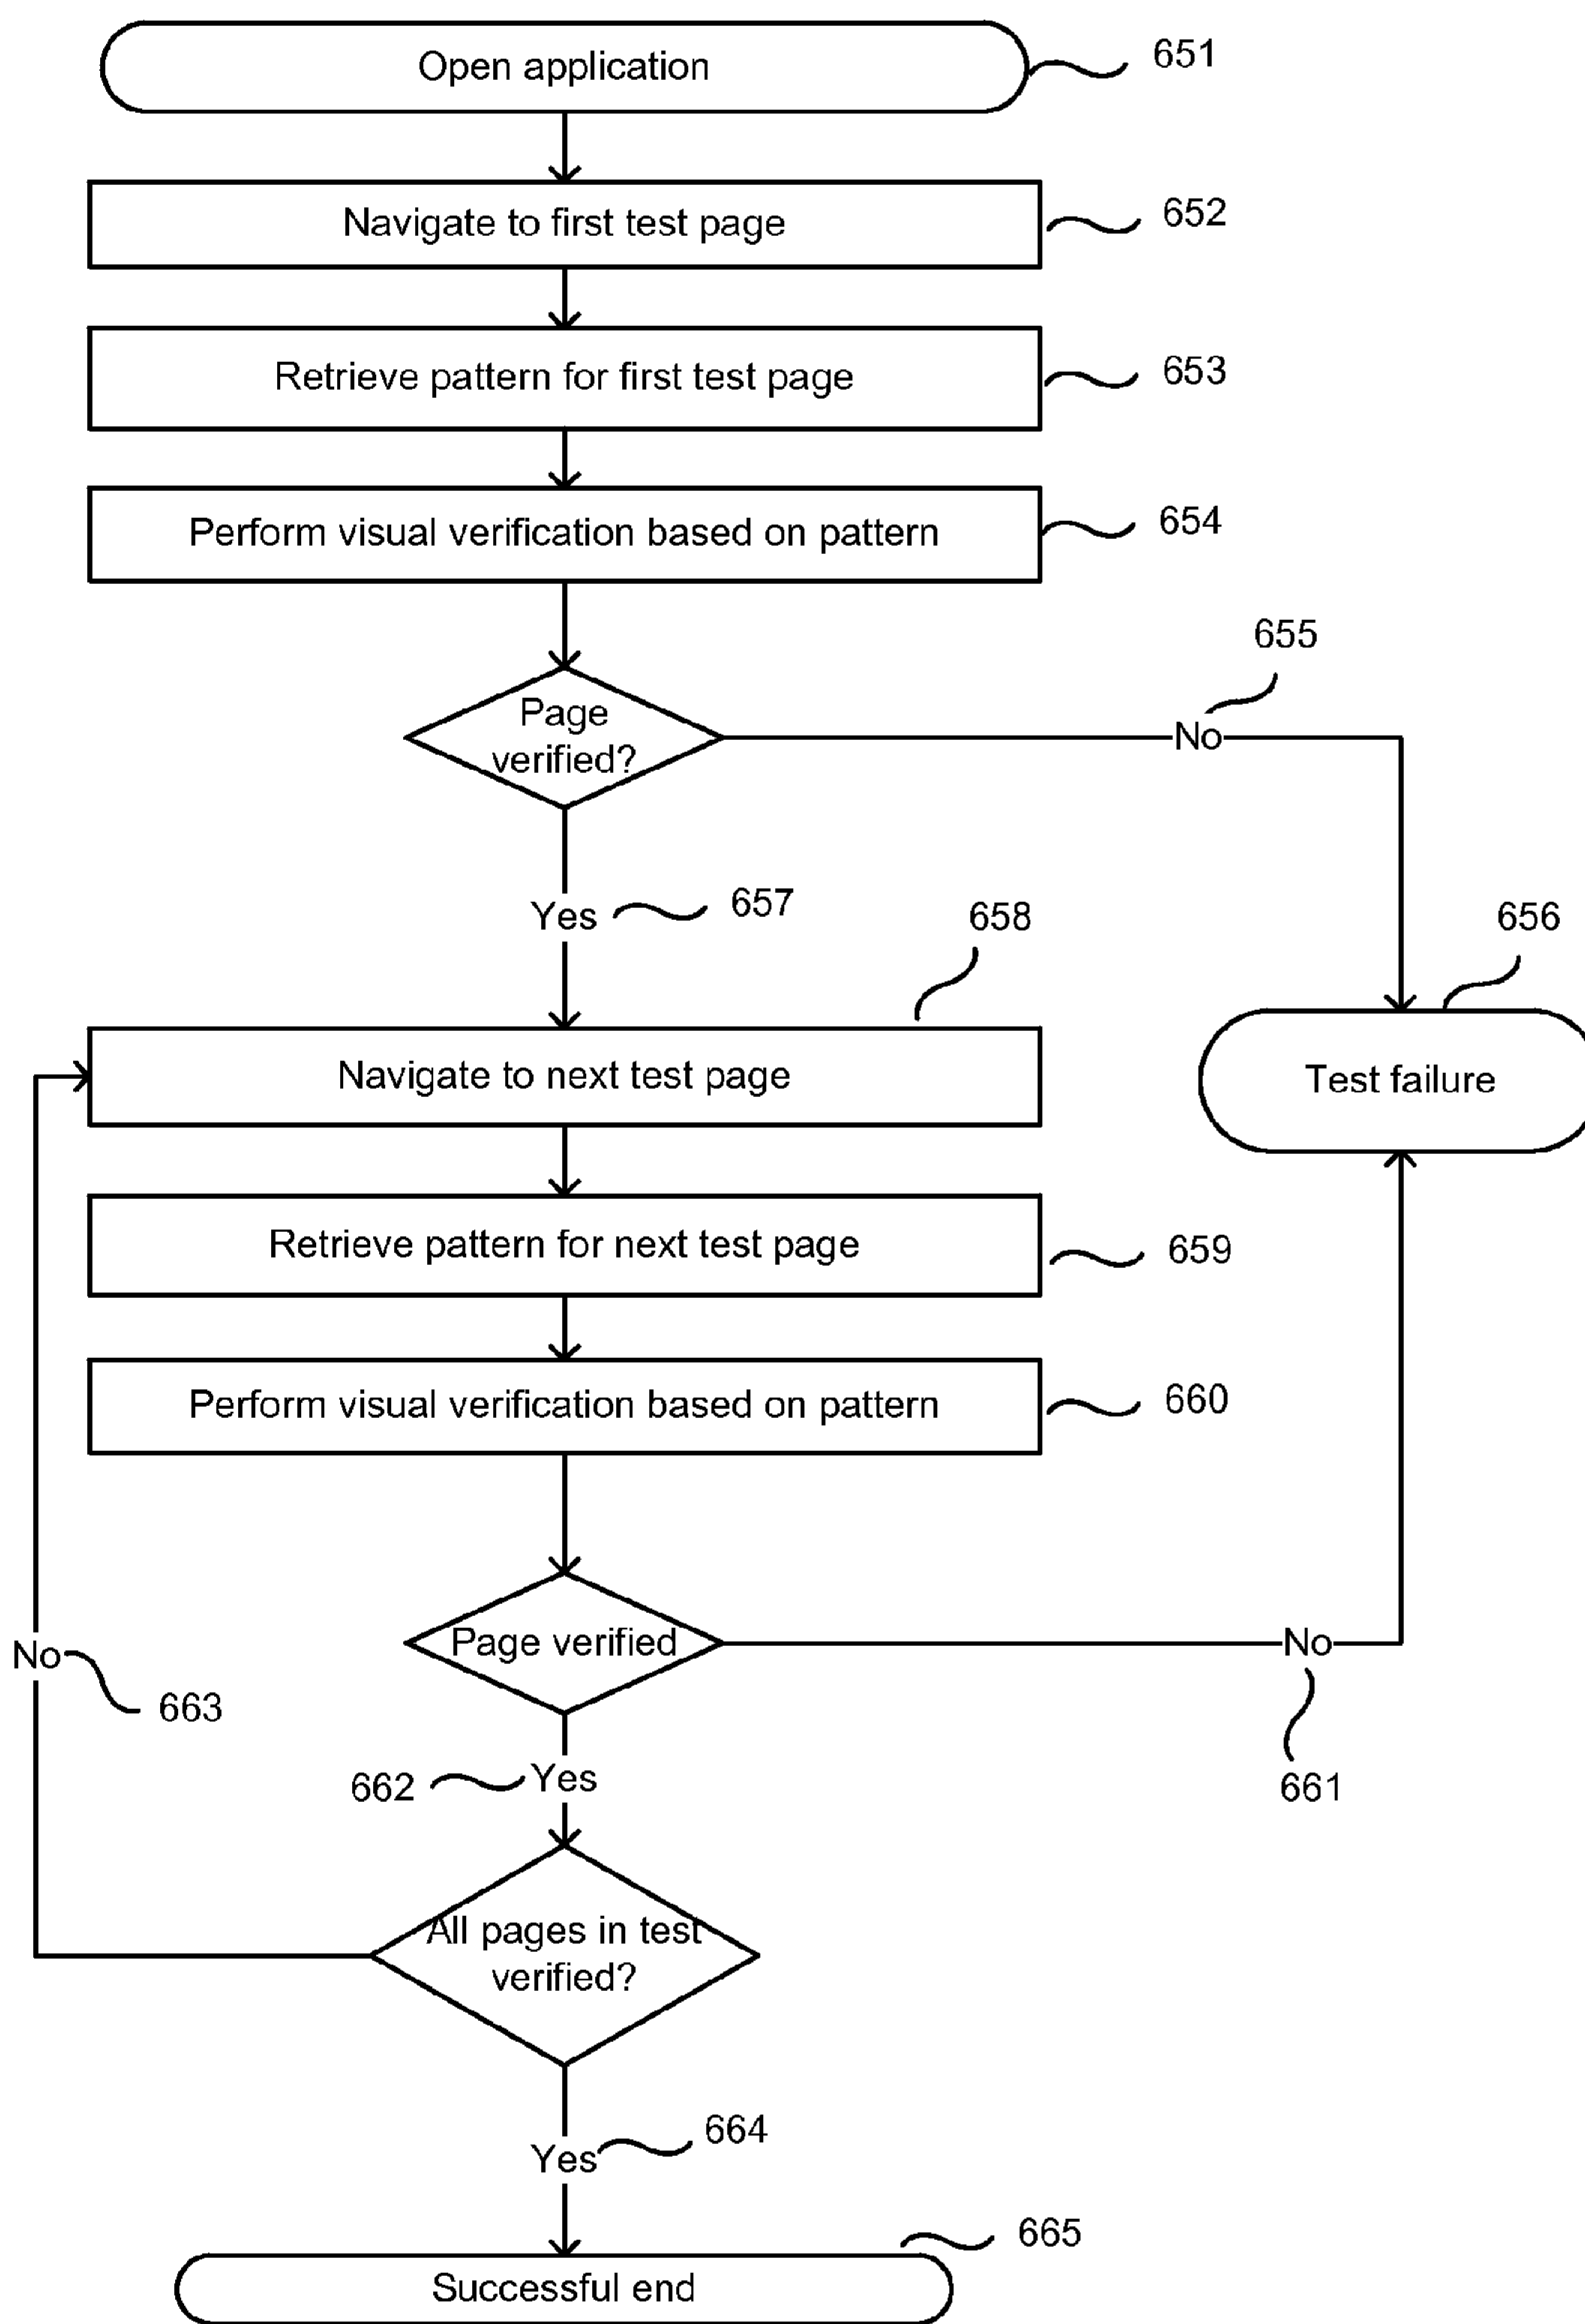 Open application
651
Navigate to first test page
652
Retrieve pattern for first test page
653
Perform visual verification based on pattern
654
655
Page
verified?
No
Yes
657
658
656
Navigate to next test page
Test failure
Retrieve pattern for next test page
659
Perform visual verification based on pattern
660
Page verified
No
No
663
Yes
662
661
All pages in test
verified?
664
Yes
665
Successful end